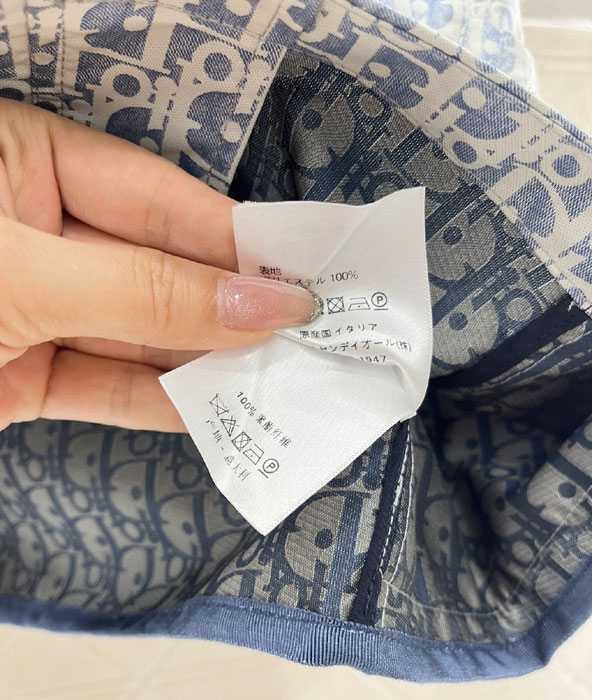 表地
エステル 100%
原産国 イタリア
ンディオール(株)
1947
100% 聚酯纤维
产地 - 意大利